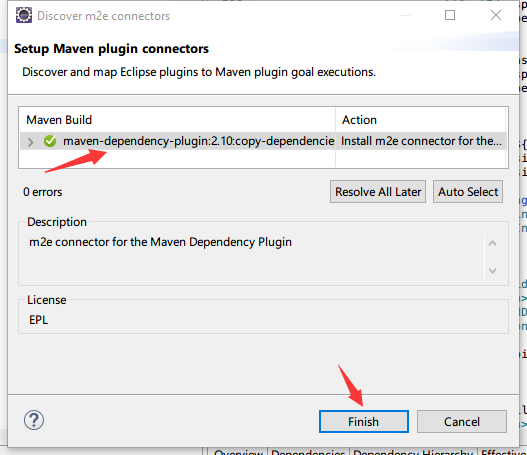 Discover m2e connectors
Setup Maven plugin connectors
Discover and map Eclipse plugins to Maven plugin goal executions.
Maven Build Action
maven-dependency-plugin:2.10:copy-dependencie Install m2e connector for the...
0 errors Resolve All Later Auto Select
Description
m2e connector for the Maven Dependency Plugin
License
EPL
? Finish Cancel
Overview Dependencies Dependency Hierarchy Effective